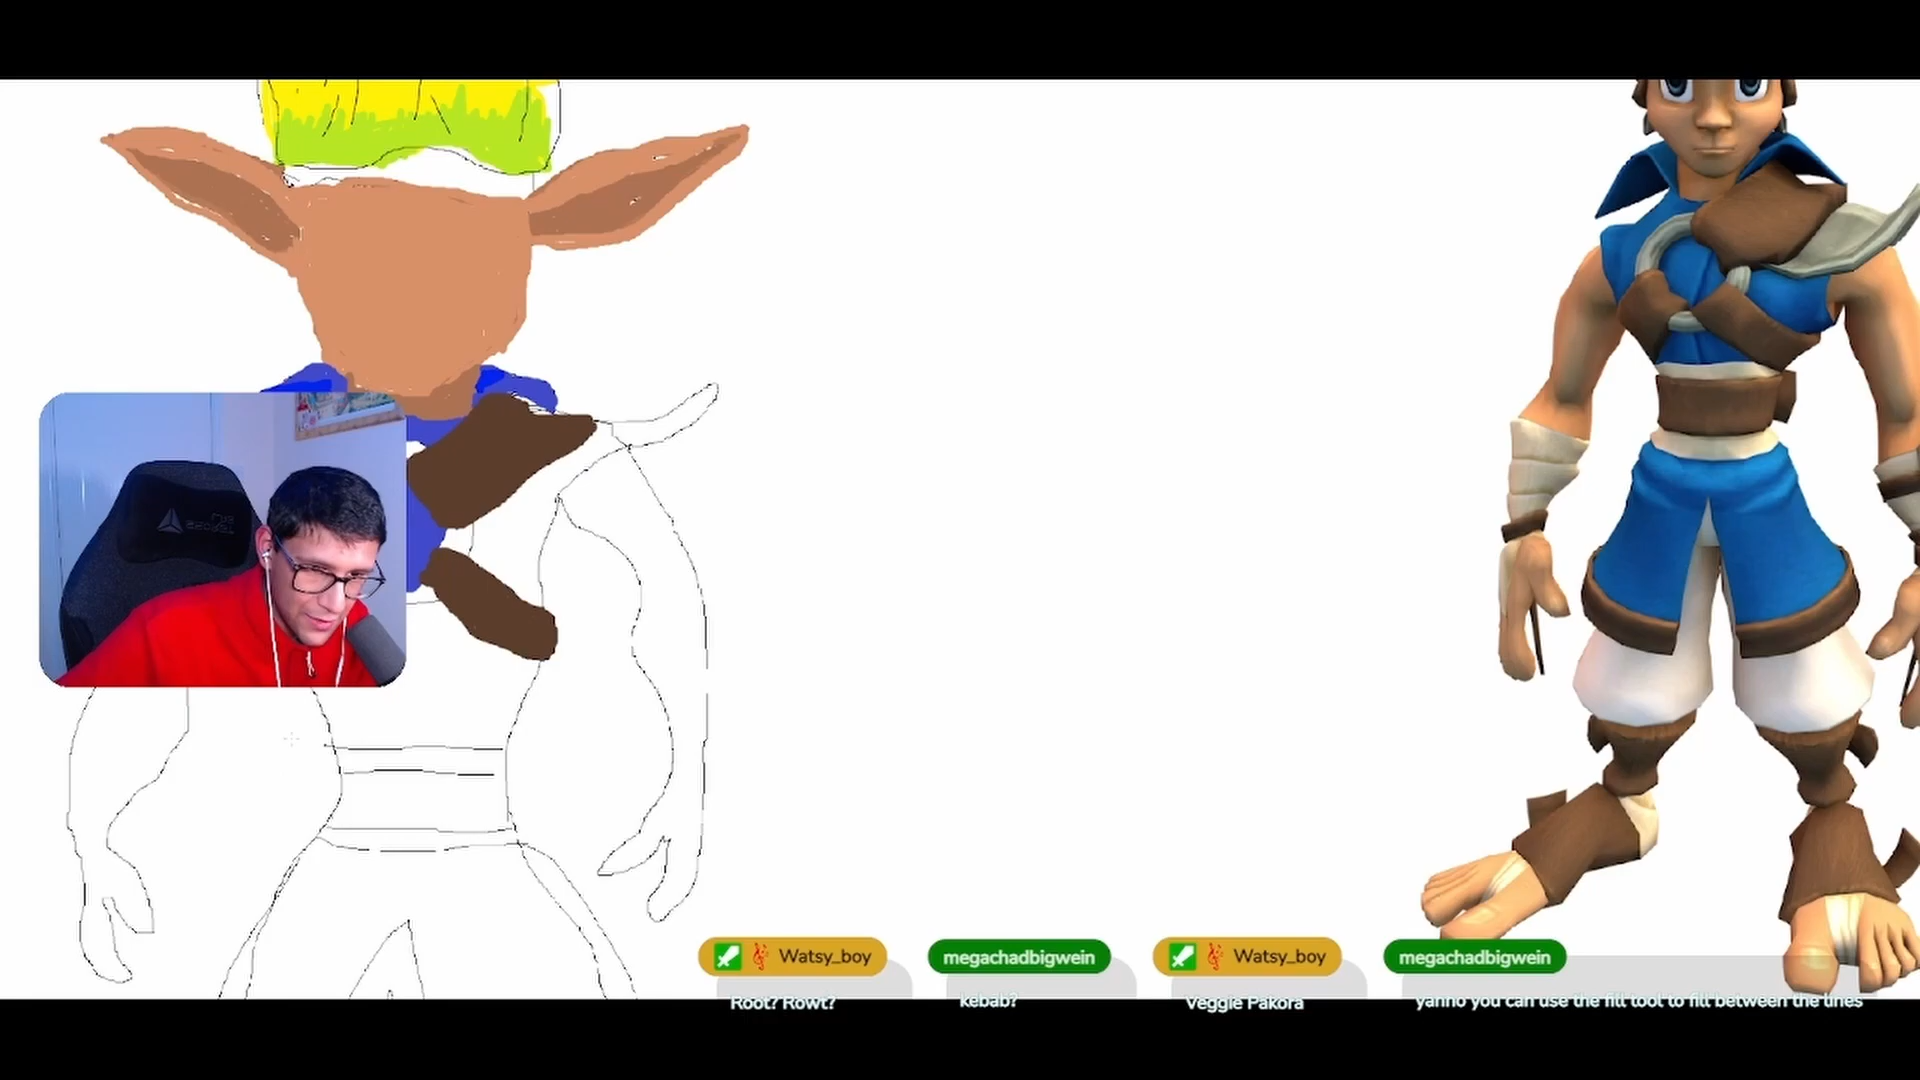 Watsy_boy
Root? Rowt?
megachadbigwein
kebab?
Watsy_boy
Veggie Pakora
megachadbigwein
yanno you can use the fill tool to fill between the lines